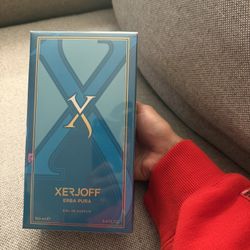 X
XERJOFF
ERBA PURA
EAU DE PARFUM